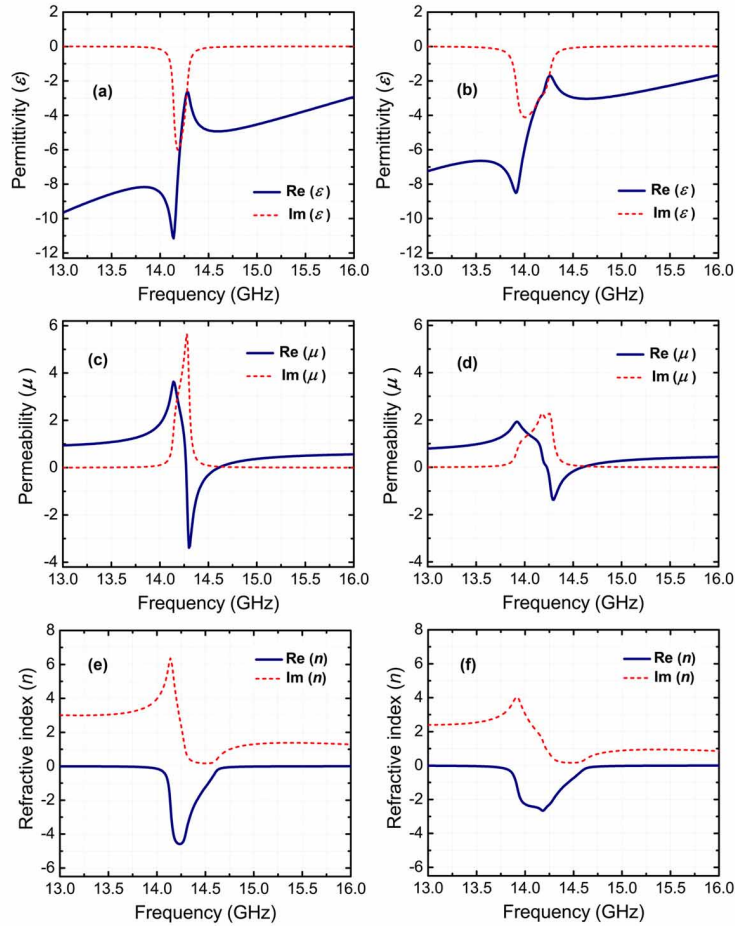 2
0
-2
-4
-6
-8
-10
-12
Permittivity (ε)
(a)
Re (ε)
Im (ε)
13.0 13.5 14.0 14.5 15.0 15.5 16.0
Frequency (GHz)
2
0
-2
-4
-6
-8
-10
-12
Permittivity (ε)
(b)
Re (ε)
Im (ε)
13.0 13.5 14.0 14.5 15.0 15.5 16.0
Frequency (GHz)
6
4
2
0
-2
-4
Permeability (μ)
(c)
Re (μ)
Im (μ)
13.0 13.5 14.0 14.5 15.0 15.5 16.0
Frequency (GHz)
6
4
2
0
-2
-4
Permeability (μ)
(d)
Re (μ)
Im (μ)
13.0 13.5 14.0 14.5 15.0 15.5 16.0
Frequency (GHz)
8
6
4
2
0
-2
-4
-6
Refractive index (n)
(e)
Re (n)
Im (n)
13.0 13.5 14.0 14.5 15.0 15.5 16.0
Frequency (GHz)
8
6
4
2
0
-2
-4
-6
Refractive index (n)
(f)
Re (n)
Im (n)
13.0 13.5 14.0 14.5 15.0 15.5 16.0
Frequency (GHz)